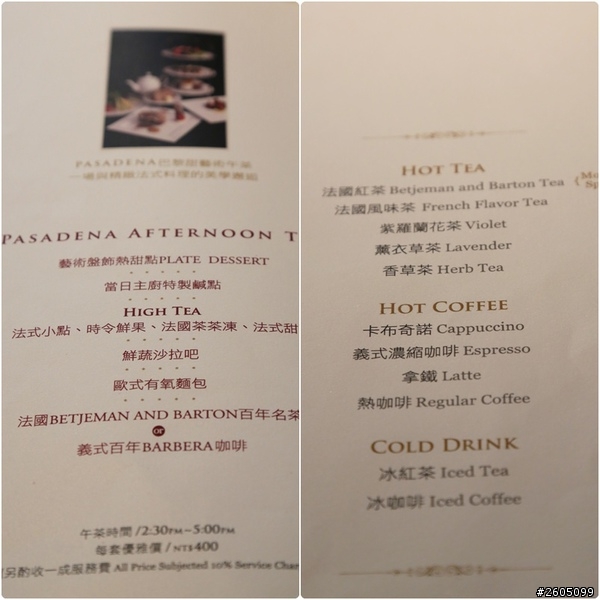 PASADENA巴黎甜藝術午茶
一場與精緻法式料理的美學邂逅
PASADENA AFTERNOON T
藝術盤飾熱甜點PLATE DESSERT
當日主廚特製鹹點
HIGH TEA
法式小點、時令鮮果、法國茶茶凍、法式甜
鮮蔬沙拉吧
歐式有氧麵包
法國BETJEMAN AND BARTON百年名茶
or
義式百年BARBERA咖啡
午茶時間 /2:30PM~5:00PM
每套優雅價 / NT$400
另酌收一成服務費 All Price Subjected 10% Service Char
HOT TEA
法國紅茶 Betjeman and Barton Tea (Mo
Sp
法國風味茶 French Flavor Tea
紫羅蘭花茶 Violet
薰衣草茶 Lavender
香草茶 Herb Tea
HOT COFFEE
卡布奇諾 Cappuccino
義式濃縮咖啡 Espresso
拿鐵 Latte
熱咖啡 Regular Coffee
COLD DRINK
冰紅茶 Iced Tea
冰咖啡 Iced Coffee
#2605099